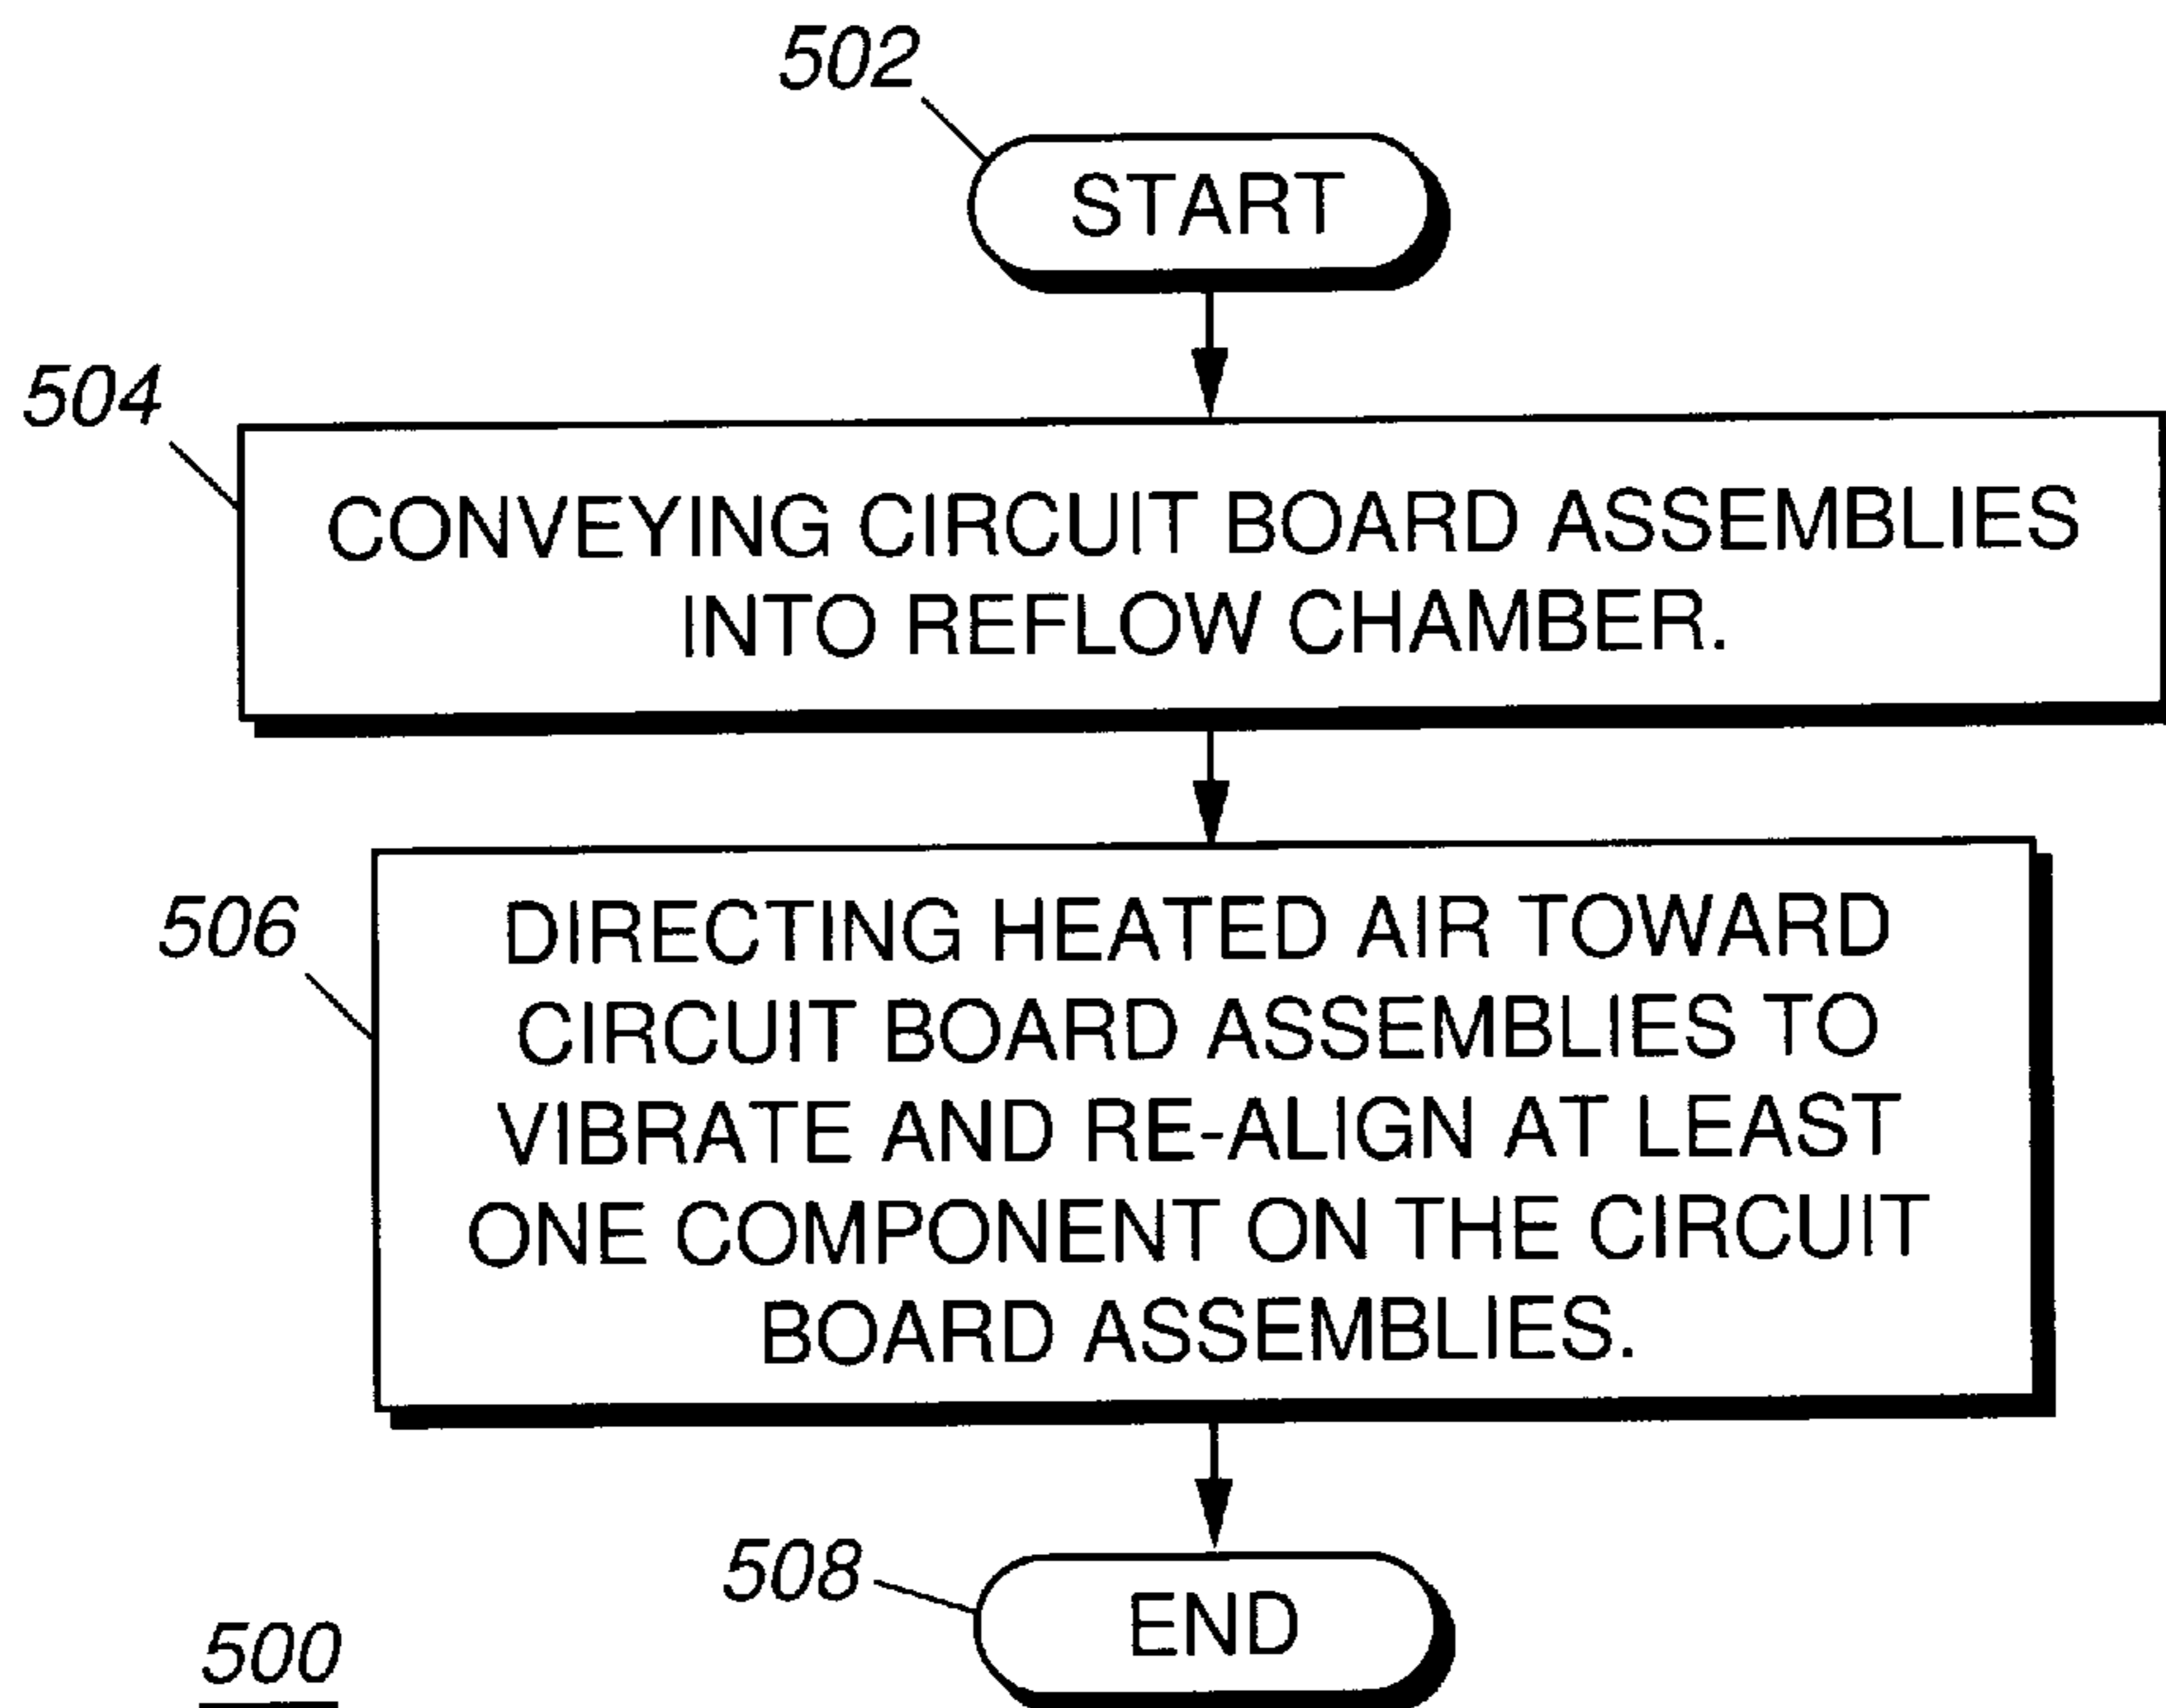 502
START
504
CONVEYING CIRCUIT BOARD ASSEMBLIES
INTO REFLOW CHAMBER.
506
DIRECTING HEATED AIR TOWARD
CIRCUIT BOARD ASSEMBLIES TO
VIBRATE AND RE-ALIGN AT LEAST
ONE COMPONENT ON THE CIRCUIT
BOARD ASSEMBLIES.
508
END
500